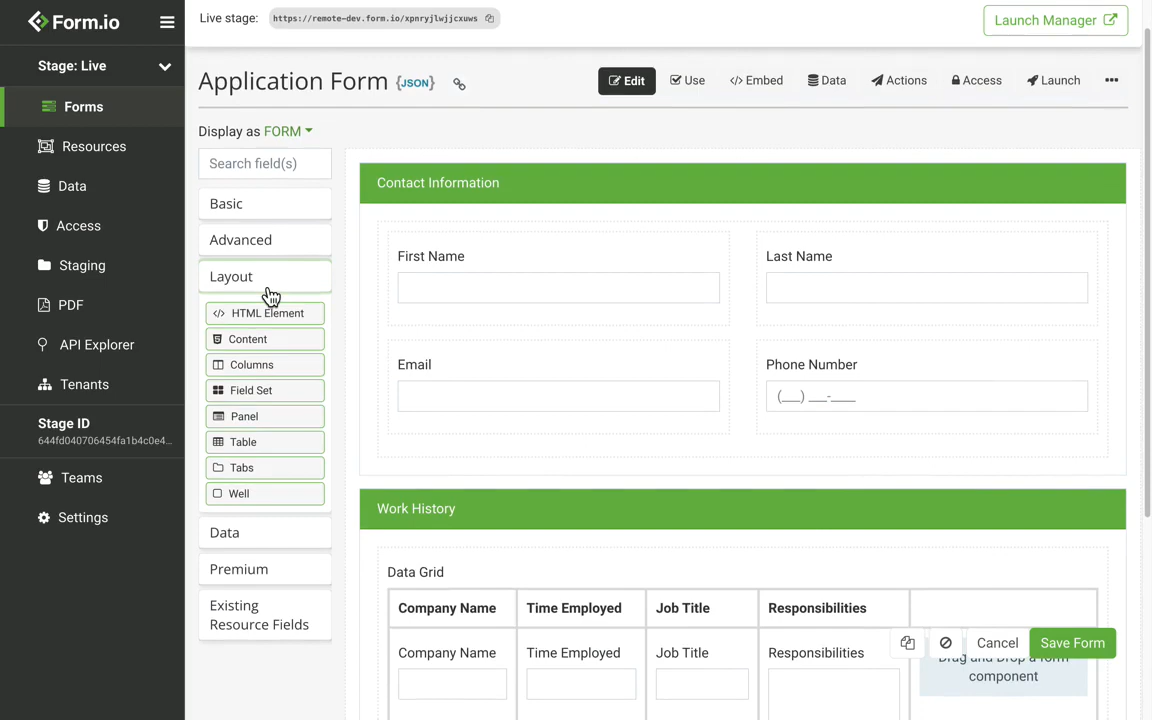 Form.io
Stage: Live
Forms
Resources
Data
Access
Staging
PDF
API Explorer
Tenants
Stage ID
644fd040706454fa1b4c0e4...
Teams
Settings
Live stage: https://remote-dev.form.io/xpnryjlwjjcxuws
Launch Manager
Application Form {JSON}
Edit Use </> Embed Data Actions Access Launch
Display as FORM
Search field(s)
Basic
Advanced
Layout
</> HTML Element
Content
Columns
Field Set
Panel
Table
Tabs
Well
Data
Premium
Existing
Resource Fields
Contact Information
First Name Last Name
Email Phone Number
(___) ___-____
Work History
Data Grid
Company Name Time Employed Job Title Responsibilities
Company Name Time Employed Job Title Responsibilities
Drag and Drop a form
component
Cancel Save Form